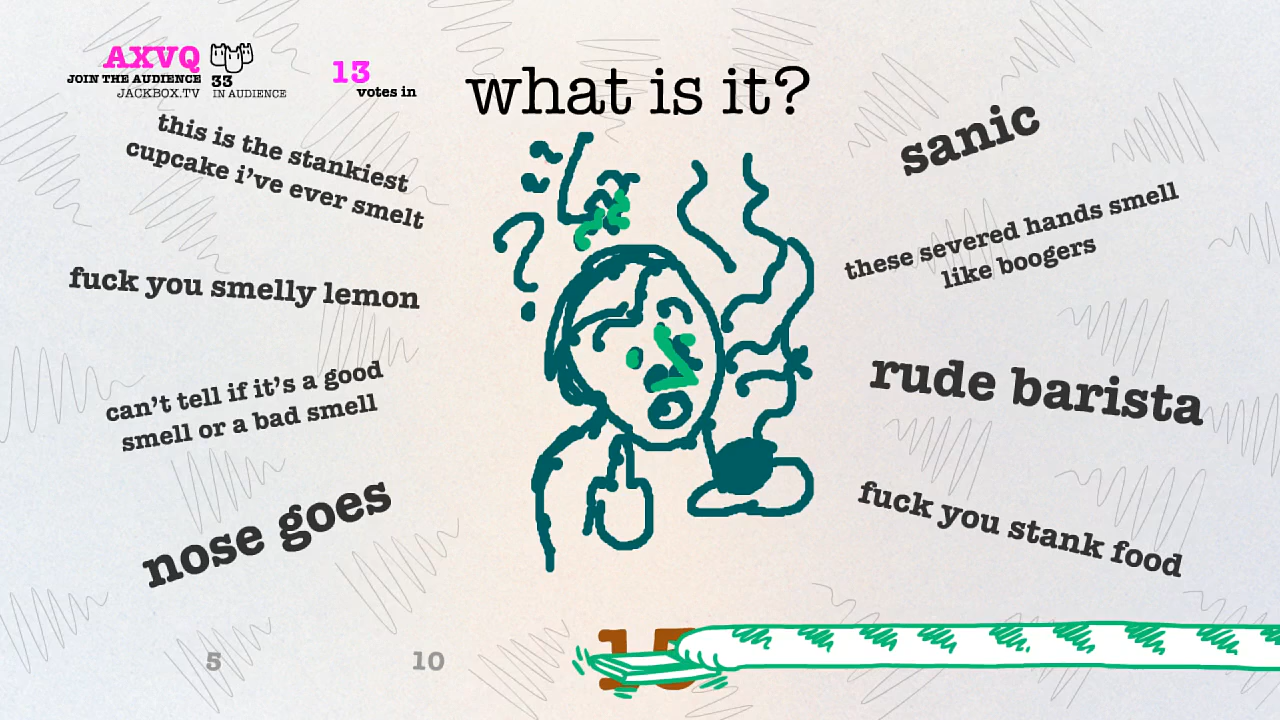 AXVQ
JOIN THE AUDIENCE
JACKBOX.TV
33
IN AUDIENCE
13
votes in
what is it?
this is the stankiest
cupcake i've ever smelt
fuck you smelly lemon
can't tell if it's a good
smell or a bad smell
nose goes
sanic
these severed hands smell
like boogers
rude barista
fuck you stank food
5
10
15